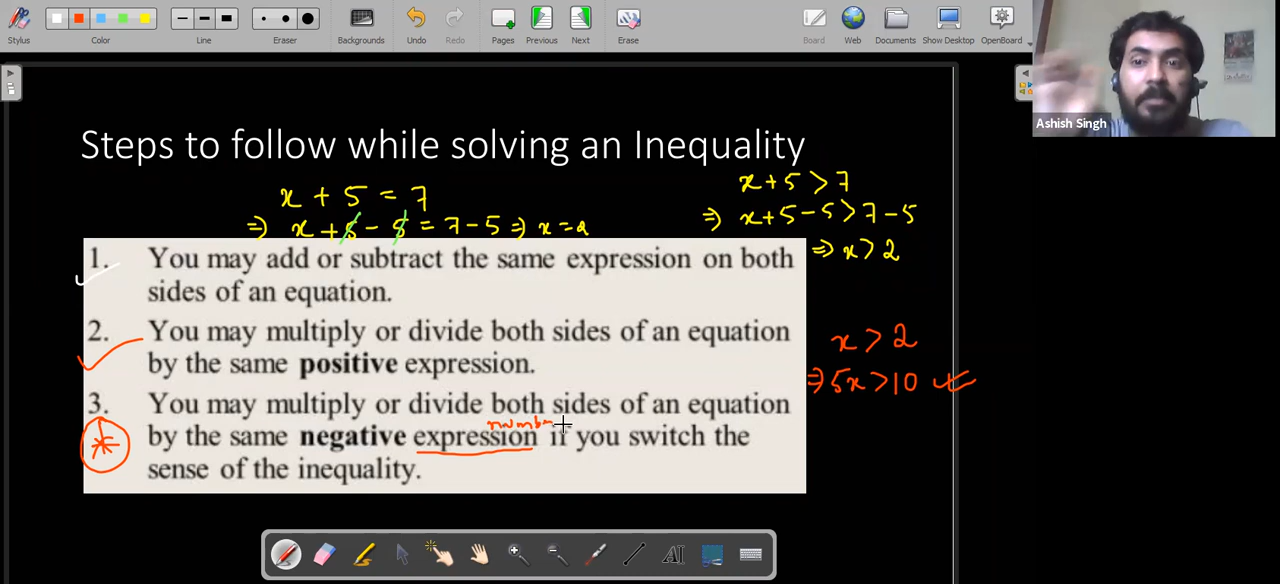 Stylus Color Line Eraser Backgrounds Undo Redo Pages Previous Next Erase Board Web Documents Show Desktop OpenBoard
Ashish Singh
Steps to follow while solving an Inequality
x + 5 = 7
⇒ x + 5 - 5 = 7 - 5 ⇒ x = 2
x + 5 > 7
⇒ x + 5 - 5 > 7 - 5
⇒ x > 2
1. You may add or subtract the same expression on both
sides of an equation.
2. You may multiply or divide both sides of an equation
by the same positive expression.
x > 2
⇒ 5x > 10
3. You may multiply or divide both sides of an equation
number
by the same negative expression if you switch the
sense of the inequality.
AI